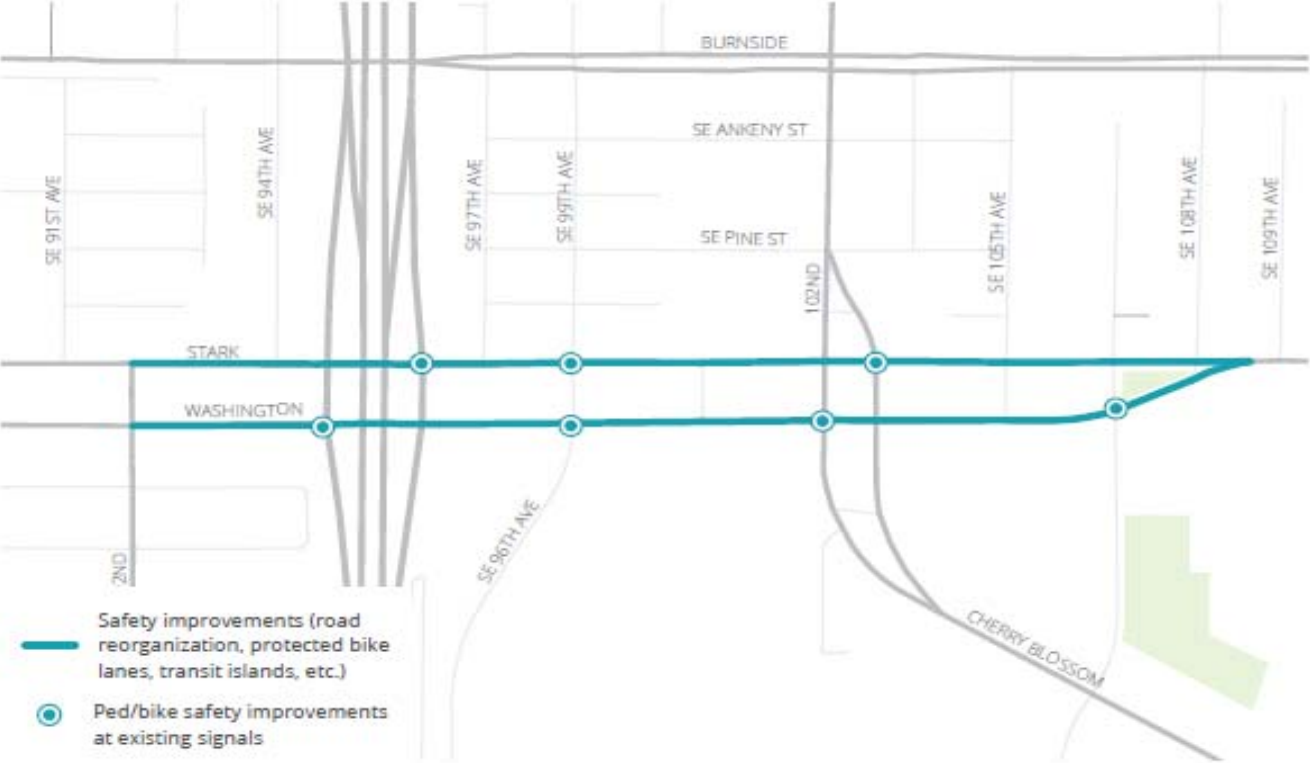 BURNSIDE
SE ANKENY ST
SE 94TH AVE
SE 97TH AVE
SE 99TH AVE
SE 108TH AVE
SE 91ST AVE
SE 105TH AVE
SE 109TH AVE
SE PINE ST
102ND
STARK
WASHINGTON
SE 96TH AVE
2ND
CHERRY BLOSSOM
Safety improvements (road
reorganization, protected bike
lanes, transit islands, etc.)
Ped/bike safety improvements
at existing signals